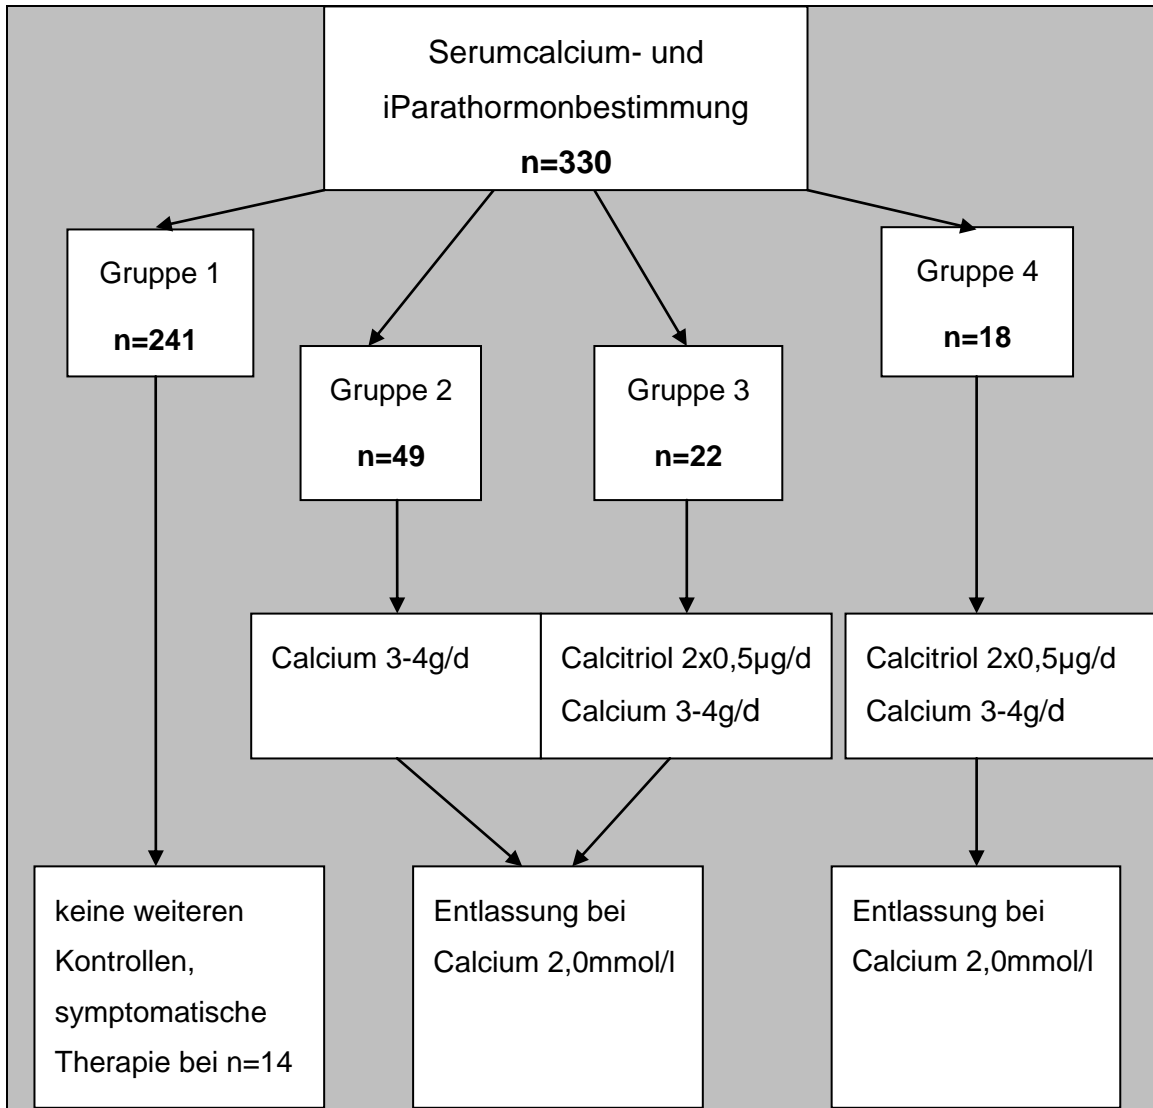 Serumcalcium- und
iParathormonbestimmung
n=330
Gruppe 1
n=241
Gruppe 2
n=49
Gruppe 3
n=22
Gruppe 4
n=18
Calcium 3-4g/d
Calcitriol 2x0,5µg/d
Calcium 3-4g/d
Calcitriol 2x0,5µg/d
Calcium 3-4g/d
keine weiteren
Kontrollen,
symptomatische
Therapie bei n=14
Entlassung bei
Calcium 2,0mmol/l
Entlassung bei
Calcium 2,0mmol/l